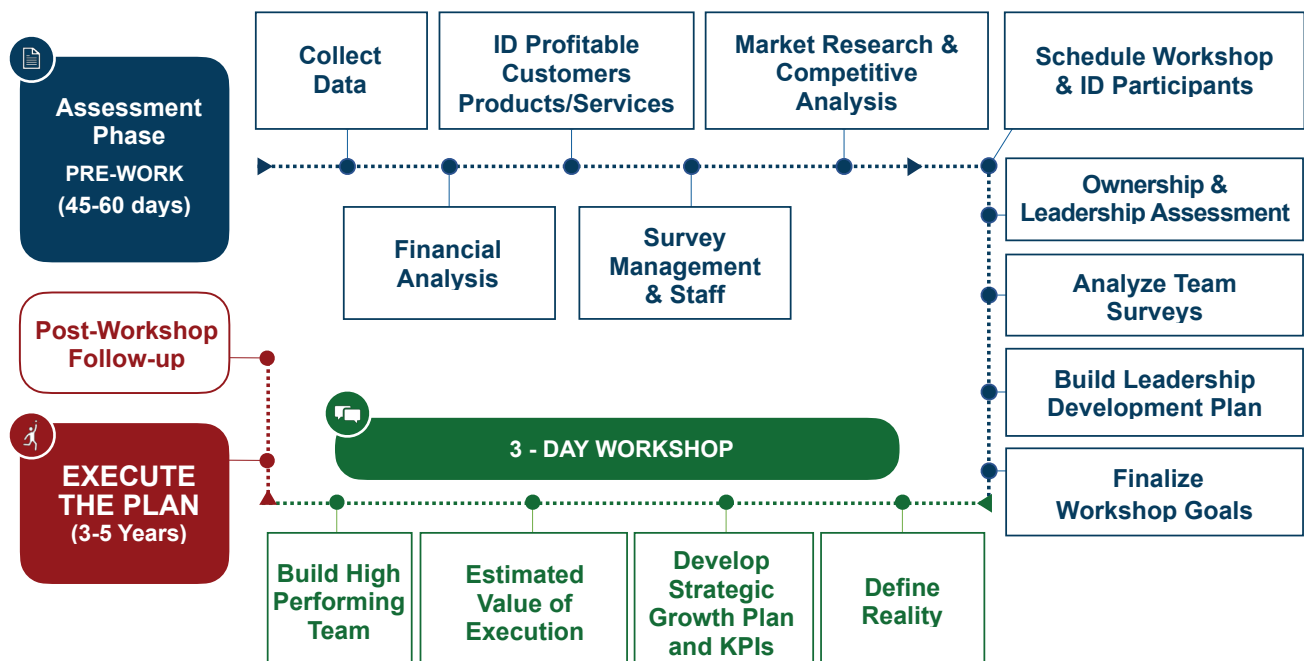 Assessment
Phase
PRE-WORK
(45-60 days)
Collect
Data
ID Profitable
Customers
Products/Services
Market Research &
Competitive
Analysis
Schedule Workshop
& ID Participants
Financial
Analysis
Survey
Management
& Staff
Ownership &
Leadership Assessment
Analyze Team
Surveys
Build Leadership
Development Plan
Finalize
Workshop Goals
3 - DAY WORKSHOP
Define
Reality
Develop
Strategic
Growth Plan
and KPIs
Estimated
Value of
Execution
Build High
Performing
Team
EXECUTE
THE PLAN
(3-5 Years)
Post-Workshop
Follow-up